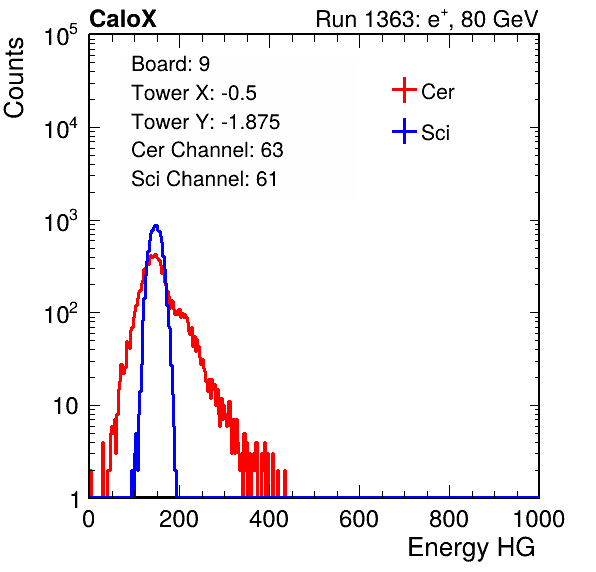 CaloX Run 1363: e⁺, 80 GeV
Counts
10⁵
10⁴
10³
10²
10
1
Board: 9
Tower X: -0.5
Tower Y: -1.875
Cer Channel: 63
Sci Channel: 61
Cer
Sci
0 200 400 600 800 1000
Energy HG